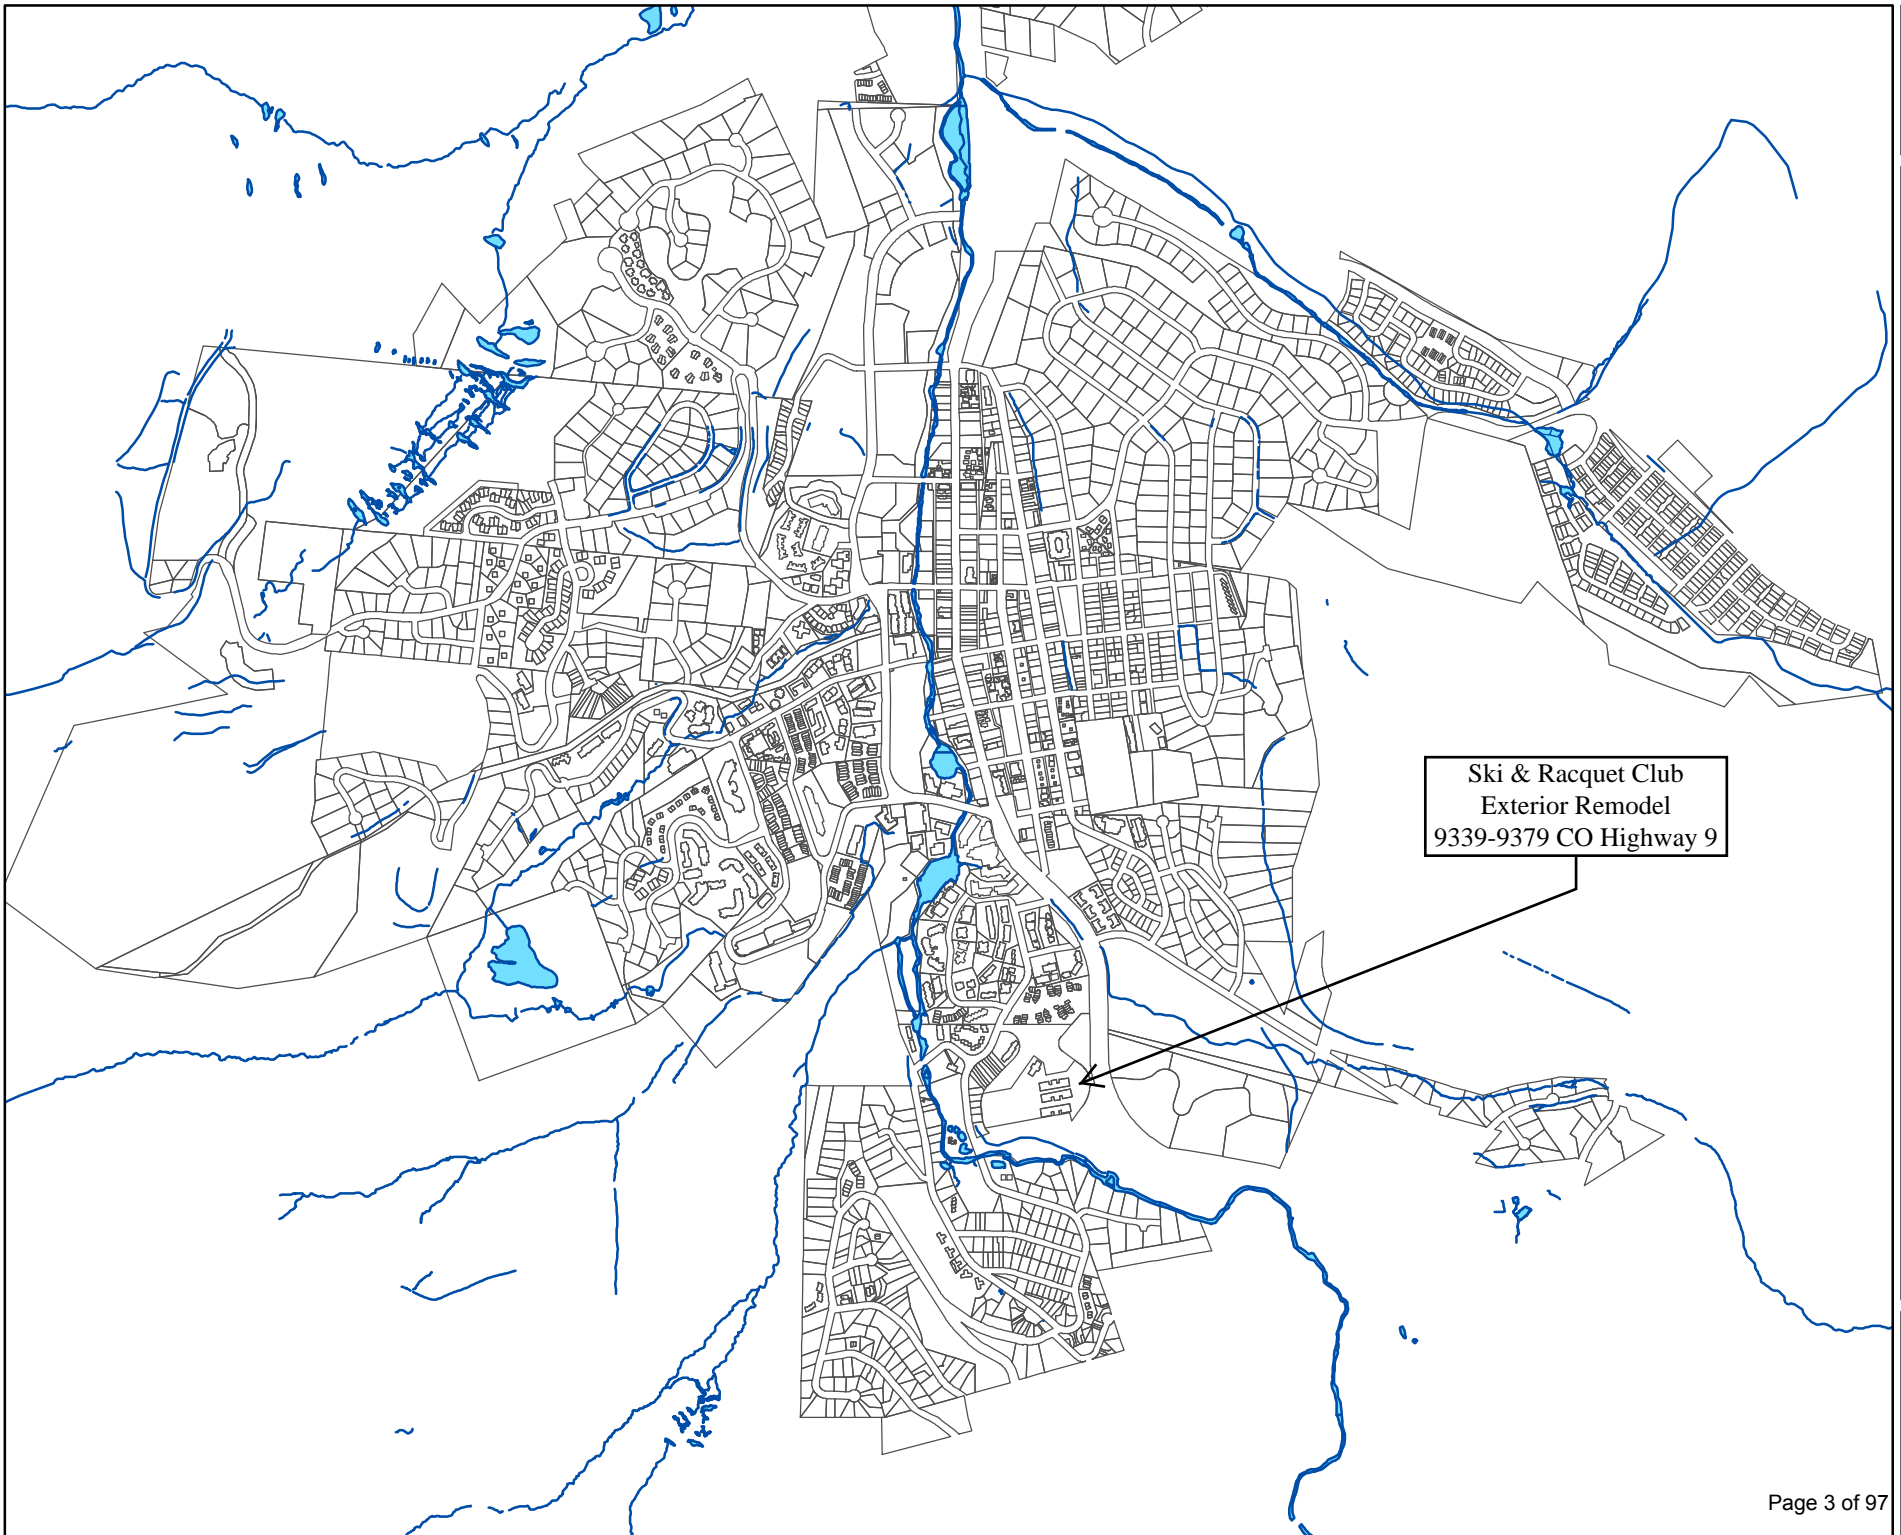 Ski & Racquet Club
Exterior Remodel
9339-9379 CO Highway 9
Page 3 of 97